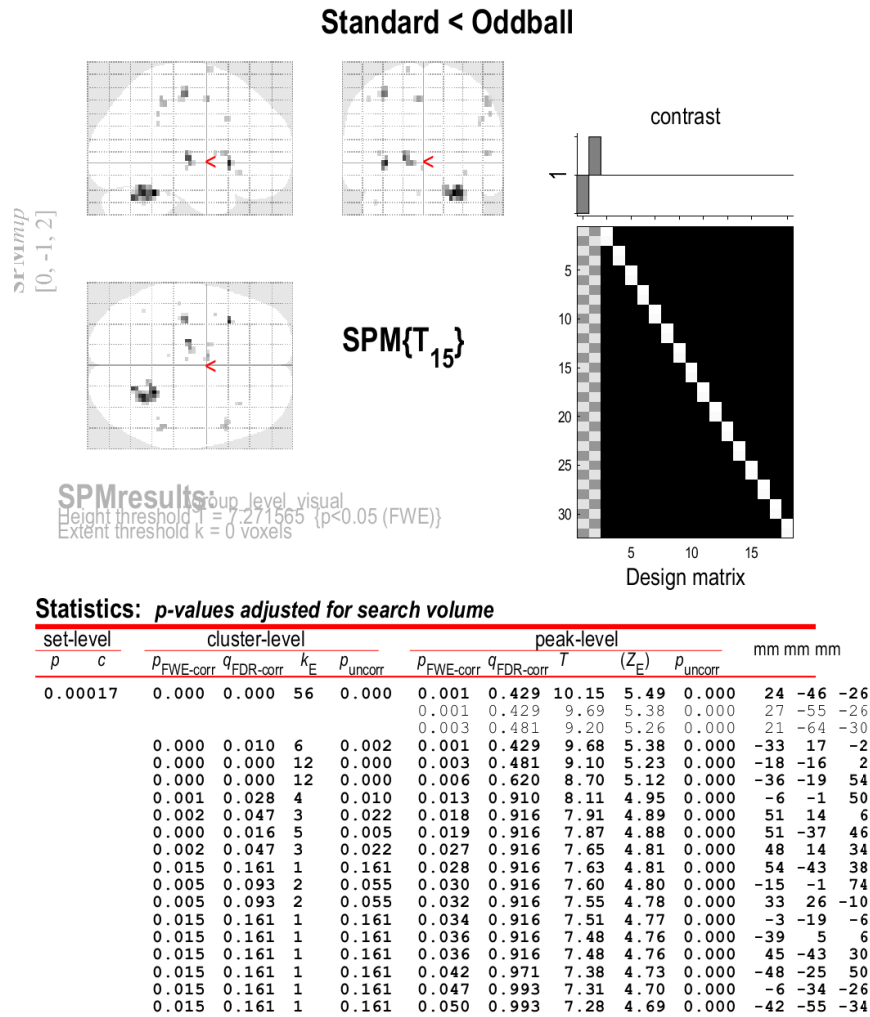 Standard < Oddball
contrast
1
SPMmip
[0, -1, 2]
<
<
<
SPM{T15}
5
10
15
20
25
30
5 10 15
Design matrix
SPMresults: .\group_level_visual
Height threshold T = 7.271565 {p<0.05 (FWE)}
Extent threshold k = 0 voxels
Statistics: p-values adjusted for search volume
set-level cluster-level peak-level mm mm mm
p c pFWE-corr qFDR-corr kE puncorr pFWE-corr qFDR-corr T (ZE) puncorr
0.00017 0.000 0.000 56 0.000 0.001 0.429 10.15 5.49 0.000 24 -46 -26
0.001 0.429 9.69 5.38 0.000 27 -55 -26
0.003 0.481 9.20 5.26 0.000 21 -64 -30
0.000 0.010 6 0.002 0.001 0.429 9.68 5.38 0.000 -33 17 -2
0.000 0.000 12 0.000 0.003 0.481 9.10 5.23 0.000 -18 -16 2
0.000 0.000 12 0.000 0.006 0.620 8.70 5.12 0.000 -36 -19 54
0.001 0.028 4 0.010 0.013 0.910 8.11 4.95 0.000 -6 -1 50
0.002 0.047 3 0.022 0.018 0.916 7.91 4.89 0.000 51 14 6
0.000 0.016 5 0.005 0.019 0.916 7.87 4.88 0.000 51 -37 46
0.002 0.047 3 0.022 0.027 0.916 7.65 4.81 0.000 48 14 34
0.015 0.161 1 0.161 0.028 0.916 7.63 4.81 0.000 54 -43 38
0.005 0.093 2 0.055 0.030 0.916 7.60 4.80 0.000 -15 -1 74
0.005 0.093 2 0.055 0.032 0.916 7.55 4.78 0.000 33 26 -10
0.015 0.161 1 0.161 0.034 0.916 7.51 4.77 0.000 -3 -19 -6
0.015 0.161 1 0.161 0.036 0.916 7.48 4.76 0.000 -39 5 6
0.015 0.161 1 0.161 0.036 0.916 7.48 4.76 0.000 45 -43 30
0.015 0.161 1 0.161 0.042 0.971 7.38 4.73 0.000 -48 -25 50
0.015 0.161 1 0.161 0.047 0.993 7.31 4.70 0.000 -6 -34 -26
0.015 0.161 1 0.161 0.050 0.993 7.28 4.69 0.000 -42 -55 -34